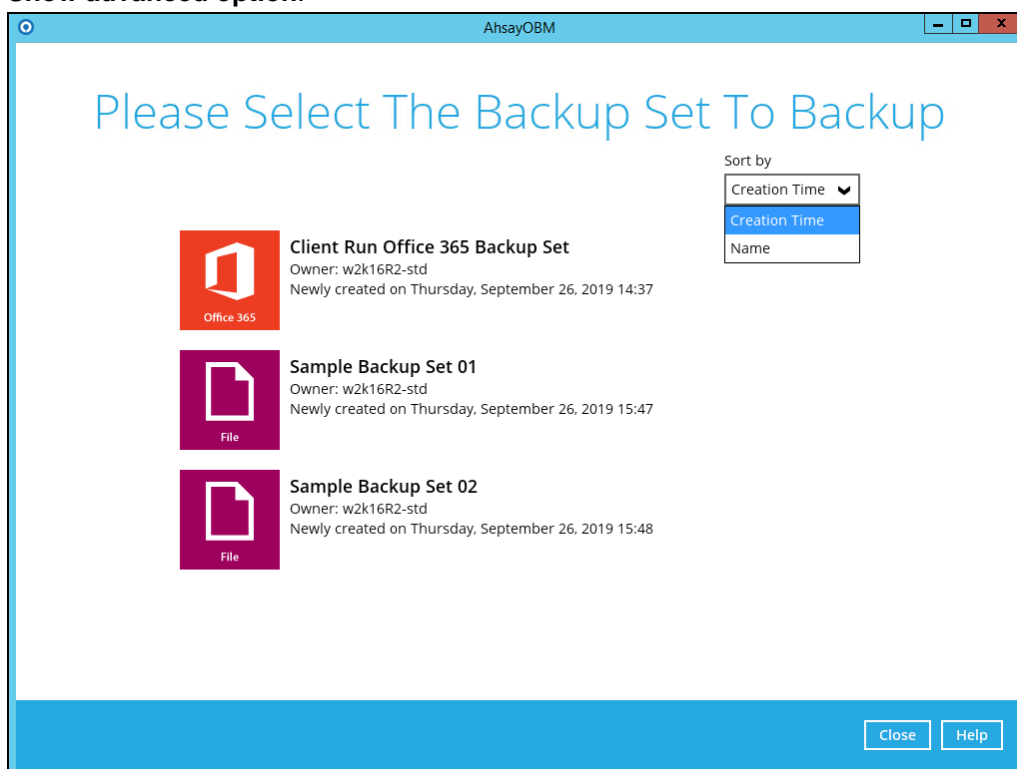 AhsayOBM
Please Select The Backup Set To Backup
Sort by
Creation Time
Creation Time
Name
Client Run Office 365 Backup Set
Owner: w2k16R2-std
Newly created on Thursday, September 26, 2019 14:37
Office 365
Sample Backup Set 01
Owner: w2k16R2-std
Newly created on Thursday, September 26, 2019 15:47
File
Sample Backup Set 02
Owner: w2k16R2-std
Newly created on Thursday, September 26, 2019 15:48
File
Close
Help